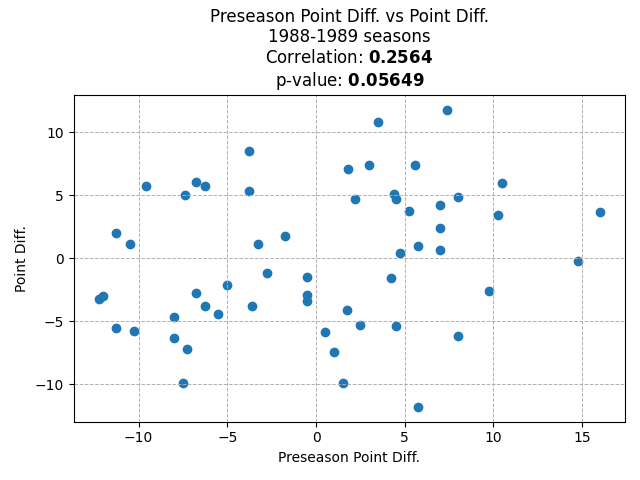 Preseason Point Diff. vs Point Diff.
1988-1989 seasons
Correlation: 0.2564
p-value: 0.05649
10
5
0
−5
−10
Point Diff.
−10
−5
0
5
10
15
Preseason Point Diff.